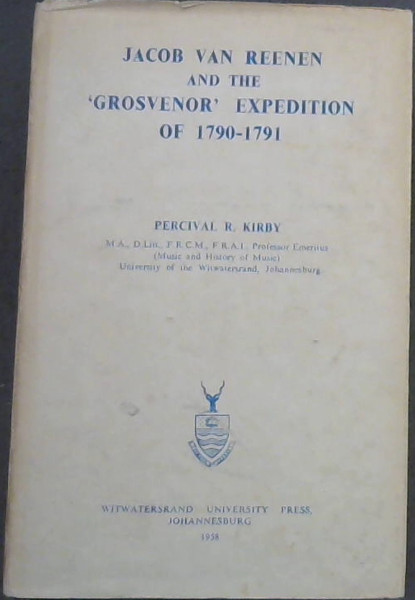 JACOB VAN REENEN
AND THE
'GROSVENOR' EXPEDITION
OF 1790-1791
PERCIVAL R. KIRBY
M.A., D.Litt., F.R.C.M., F.R.A.I., Professor Emeritus
(Music and History of Music)
University of the Witwatersrand, Johannesburg
WITWATERSRAND UNIVERSITY PRESS,
JOHANNESBURG
1958